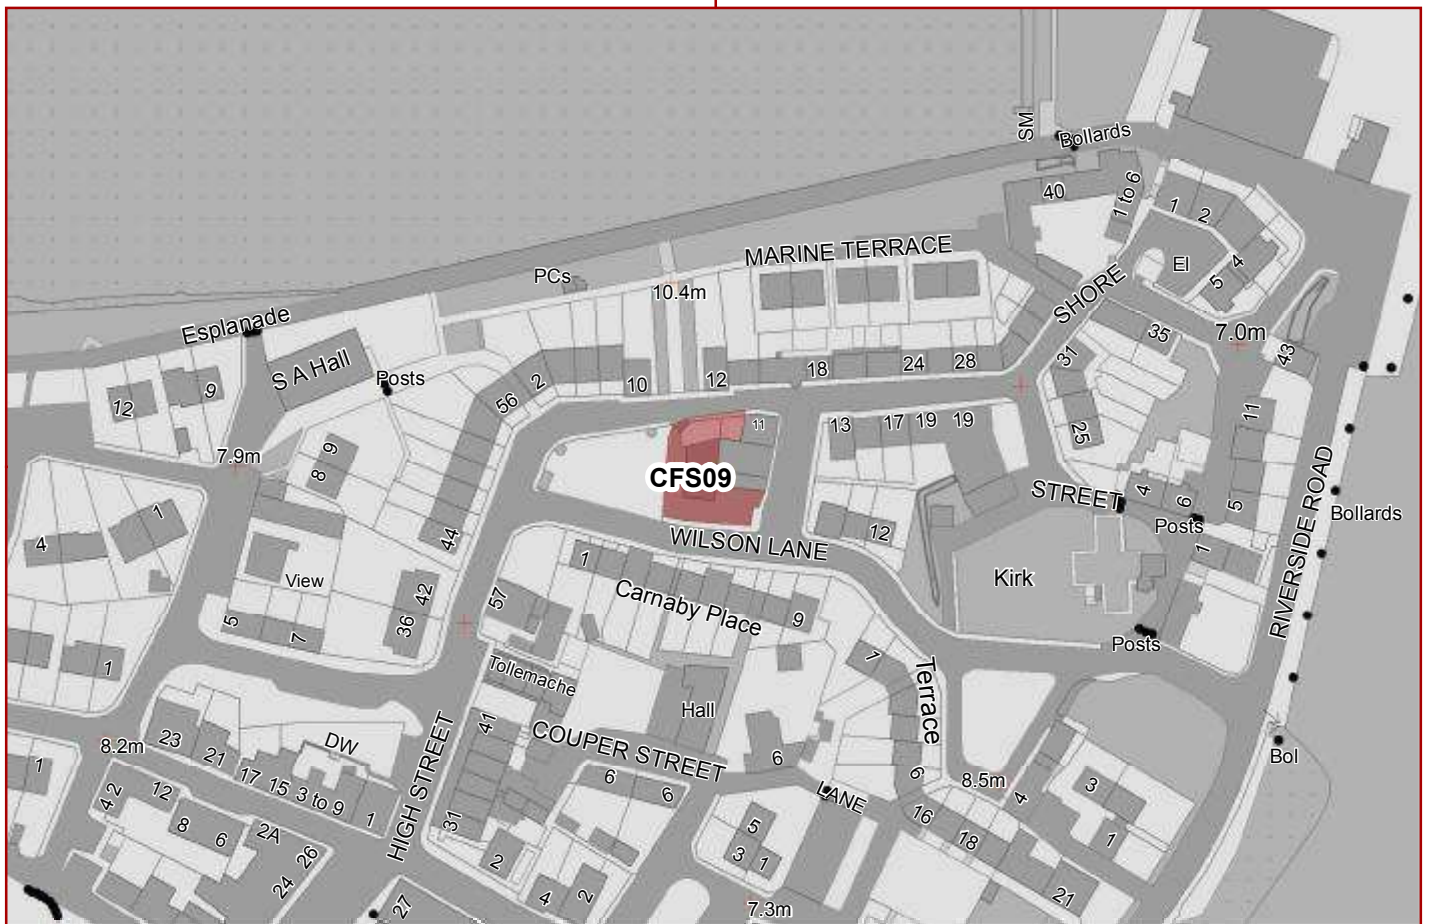 SM
Bollards
40
1 to 6
1
2
MARINE TERRACE
El
4
5
PCs
10.4m
SHORE
Esplanade
S A Hall
Posts
35
7.0m
43
31
12
9
2
56
10
12
18
24
28
11
13
17
19
19
25
11
7.9m
9
8
CFS09
STREET
4
6
5
Posts
Bollards
RIVERSIDE ROAD
1
4
44
12
WILSON LANE
1
View
Carnaby Place
9
Kirk
1
57
42
36
5
7
1
Posts
Tollemache
1
Terrace
Hall
41
COUPER STREET
23
21
DW
8.2m
17
15
3 to 9
1
HIGH STREET
6
6
6
6
8.5m
Bol
1
42
12
8
6
2A
26
24
31
2
LANE
16
18
4
3
1
5
3
1
4
2
27
21
7.3m